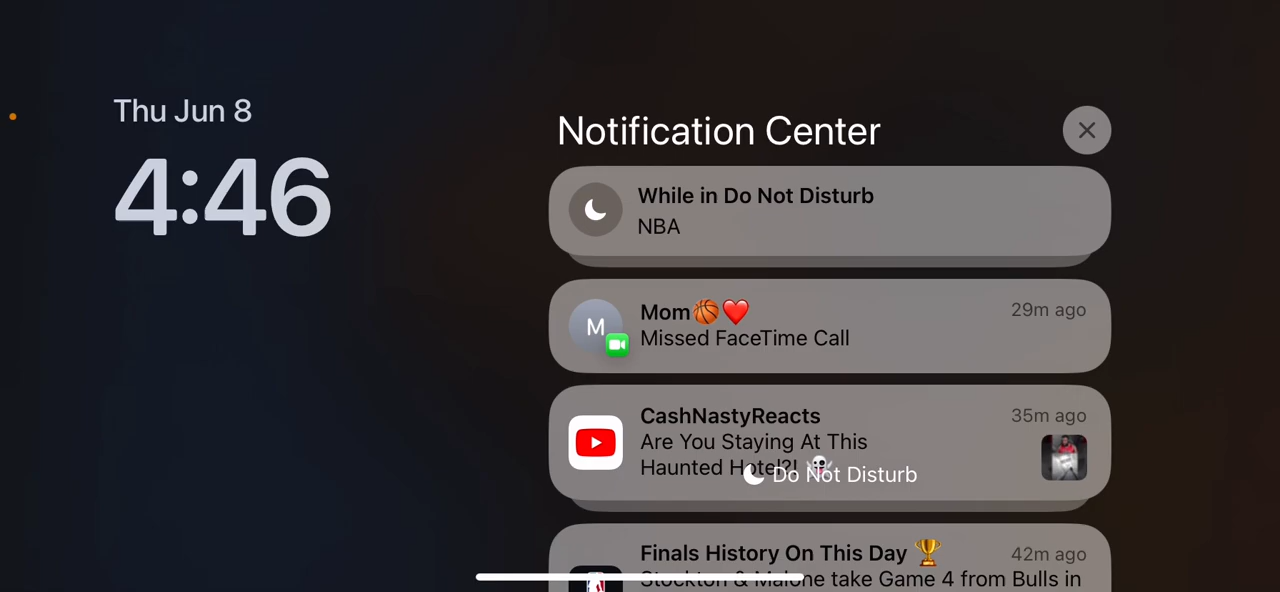 Thu Jun 8
4:46
Notification Center
While in Do Not Disturb
NBA
M
Mom🏀❤️
29m ago
Missed FaceTime Call
CashNastyReacts
35m ago
Are You Staying At This
Haunted Hotel?! 👻
Do Not Disturb
Finals History On This Day 🏆
42m ago
Stockton & Malone take Game 4 from Bulls in